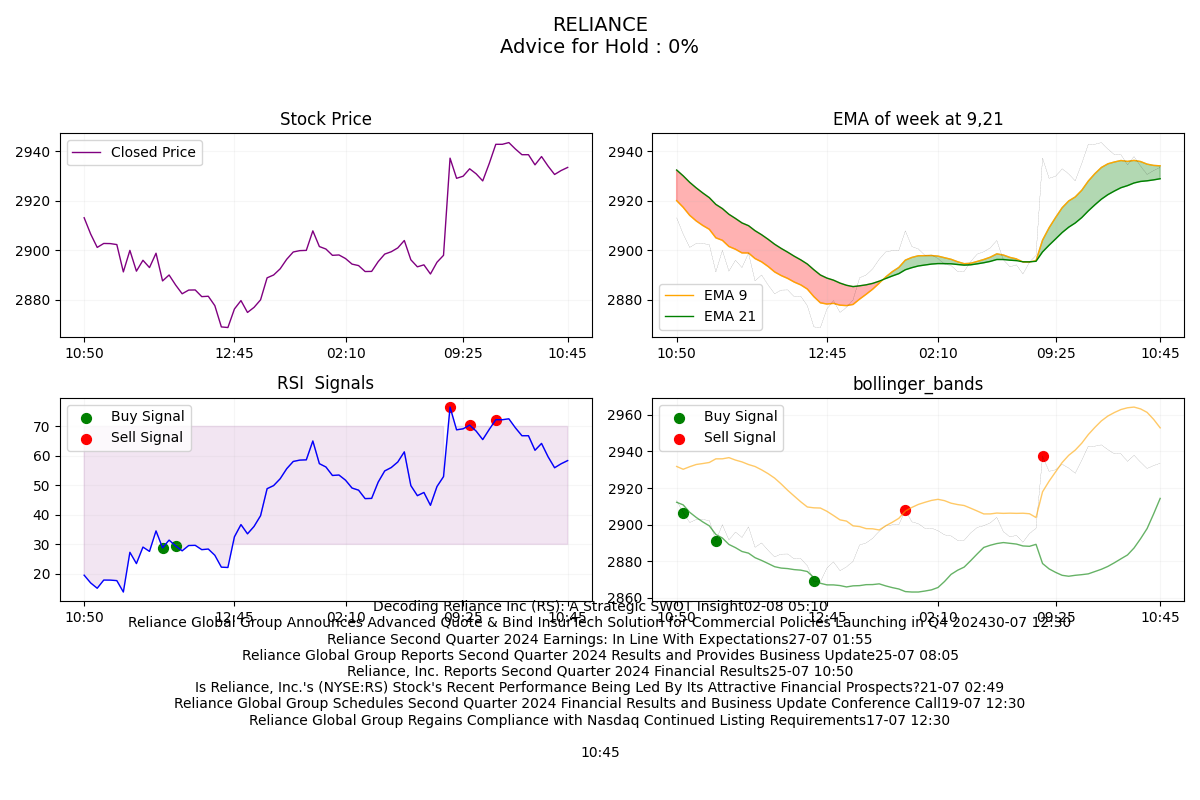 RELIANCE
Advice for Hold : 0%
Stock Price
2940
2920
2900
2880
Closed Price
10:50
12:45
02:10
09:25
10:45
EMA of week at 9,21
2940
2920
2900
2880
EMA 9
EMA 21
10:50
12:45
02:10
09:25
10:45
RSI  Signals
70
60
50
40
30
20
Buy Signal
Sell Signal
10:50
12:45
02:10
09:25
10:45
bollinger_bands
2960
2940
2920
2900
2880
2860
Buy Signal
Sell Signal
10:50
12:45
02:10
09:25
10:45
Decoding Reliance Inc (RS): A Strategic SWOT Insight02-08 05:10
Reliance Global Group Announces Advanced Quote & Bind InsurTech Solution for Commercial Policies Launching in Q4 202430-07 12:30
Reliance Second Quarter 2024 Earnings: In Line With Expectations27-07 01:55
Reliance Global Group Reports Second Quarter 2024 Results and Provides Business Update25-07 08:05
Reliance, Inc. Reports Second Quarter 2024 Financial Results25-07 10:50
Is Reliance, Inc.'s (NYSE:RS) Stock's Recent Performance Being Led By Its Attractive Financial Prospects?21-07 02:49
Reliance Global Group Schedules Second Quarter 2024 Financial Results and Business Update Conference Call19-07 12:30
Reliance Global Group Regains Compliance with Nasdaq Continued Listing Requirements17-07 12:30
10:45